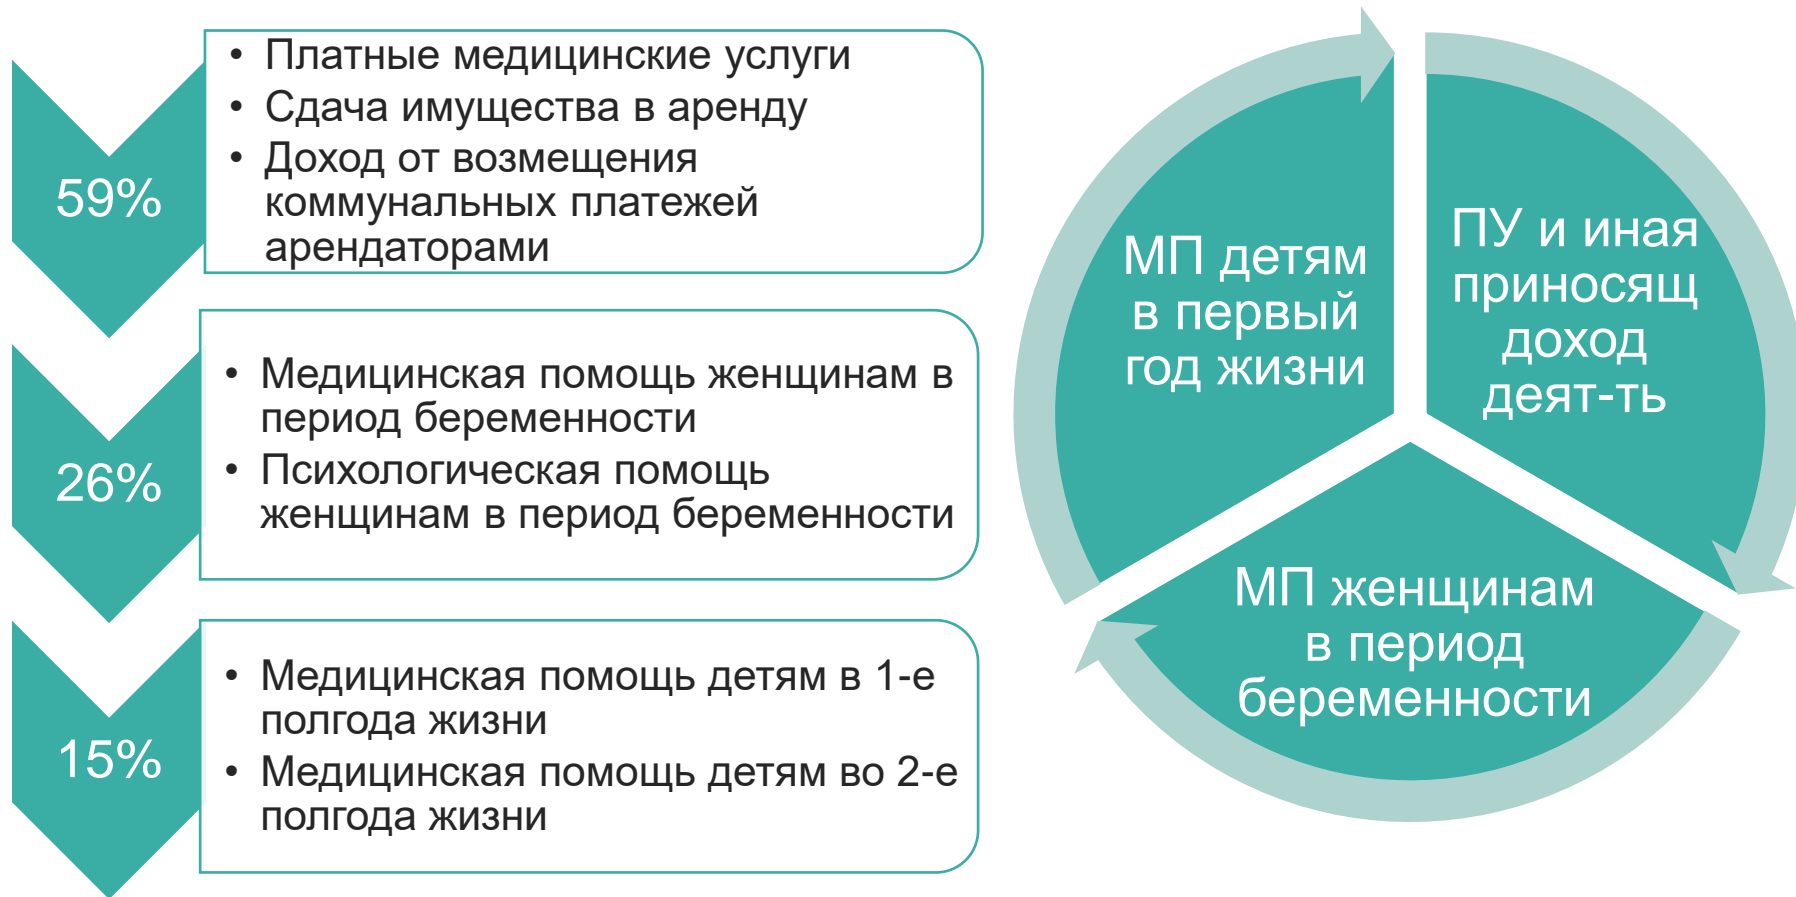 59%
• Платные медицинские услуги
• Сдача имущества в аренду
• Доход от возмещения
коммунальных платежей
арендаторами
26%
• Медицинская помощь женщинам в
период беременности
• Психологическая помощь
женщинам в период беременности
15%
• Медицинская помощь детям в 1-е
полгода жизни
• Медицинская помощь детям во 2-е
полгода жизни
МП детям
в первый
год жизни
ПУ и иная
приносящ
доход
деят-ть
МП женщинам
в период
беременности